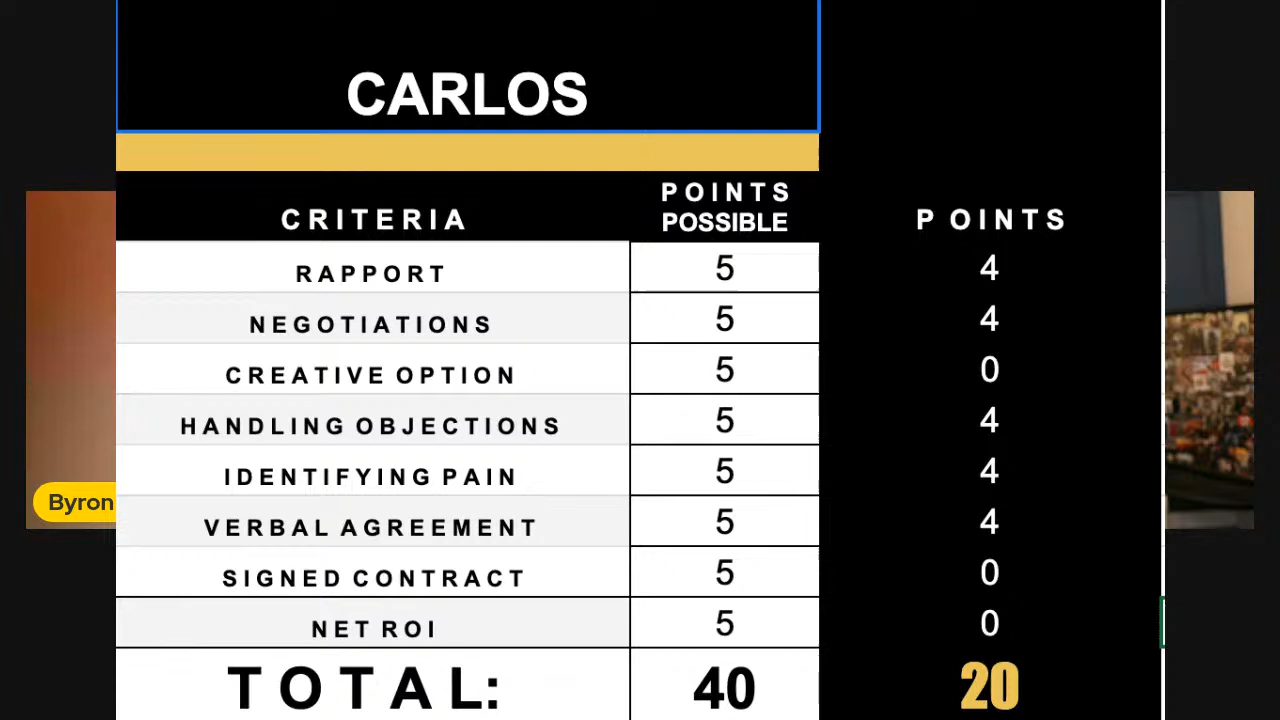 CARLOS
CRITERIA
POINTS
POSSIBLE
P OINTS
RAPPORT 5 4
NEGOTIATIONS 5 4
CREATIVE OPTION 5 0
HANDLING OBJECTIONS 5 4
IDENTIFYING PAIN 5 4
VERBAL AGREEMENT 5 4
SIGNED CONTRACT 5 0
NET ROI 5 0
TOTAL: 40 20
Byron